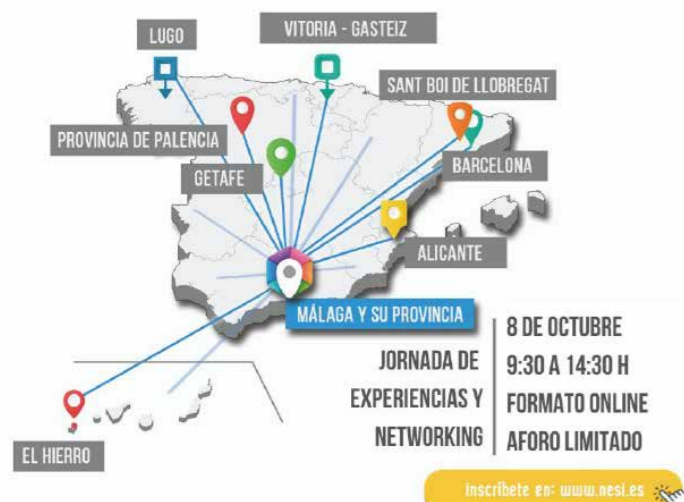 LUGO
VITORIA - GASTEIZ
SANT BOI DE LLOBREGAT
PROVINCIA DE PALENCIA
GETAFE
BARCELONA
ALICANTE
MÁLAGA Y SU PROVINCIA
EL HIERRO
JORNADA DE
EXPERIENCIAS Y
NETWORKING
8 DE OCTUBRE
9:30 A 14:30 H
FORMATO ONLINE
AFORO LIMITADO
inscríbete en: www.nesi.es